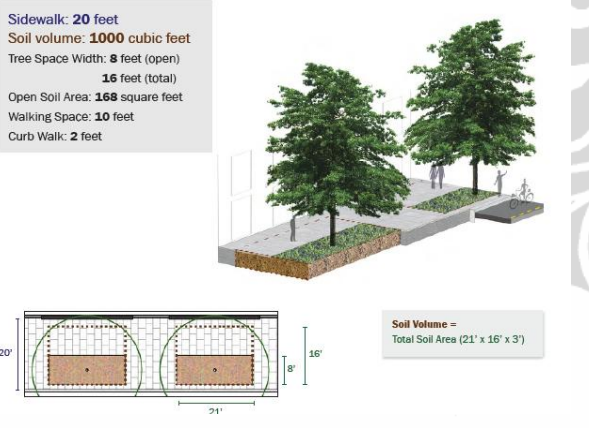 Sidewalk: 20 feet
Soil volume: 1000 cubic feet
Tree Space Width: 8 feet (open)
16 feet (total)
Open Soil Area: 168 square feet
Walking Space: 10 feet
Curb Walk: 2 feet
20'
16'
8'
21'
Soil Volume =
Total Soil Area (21' x 16' x 3')